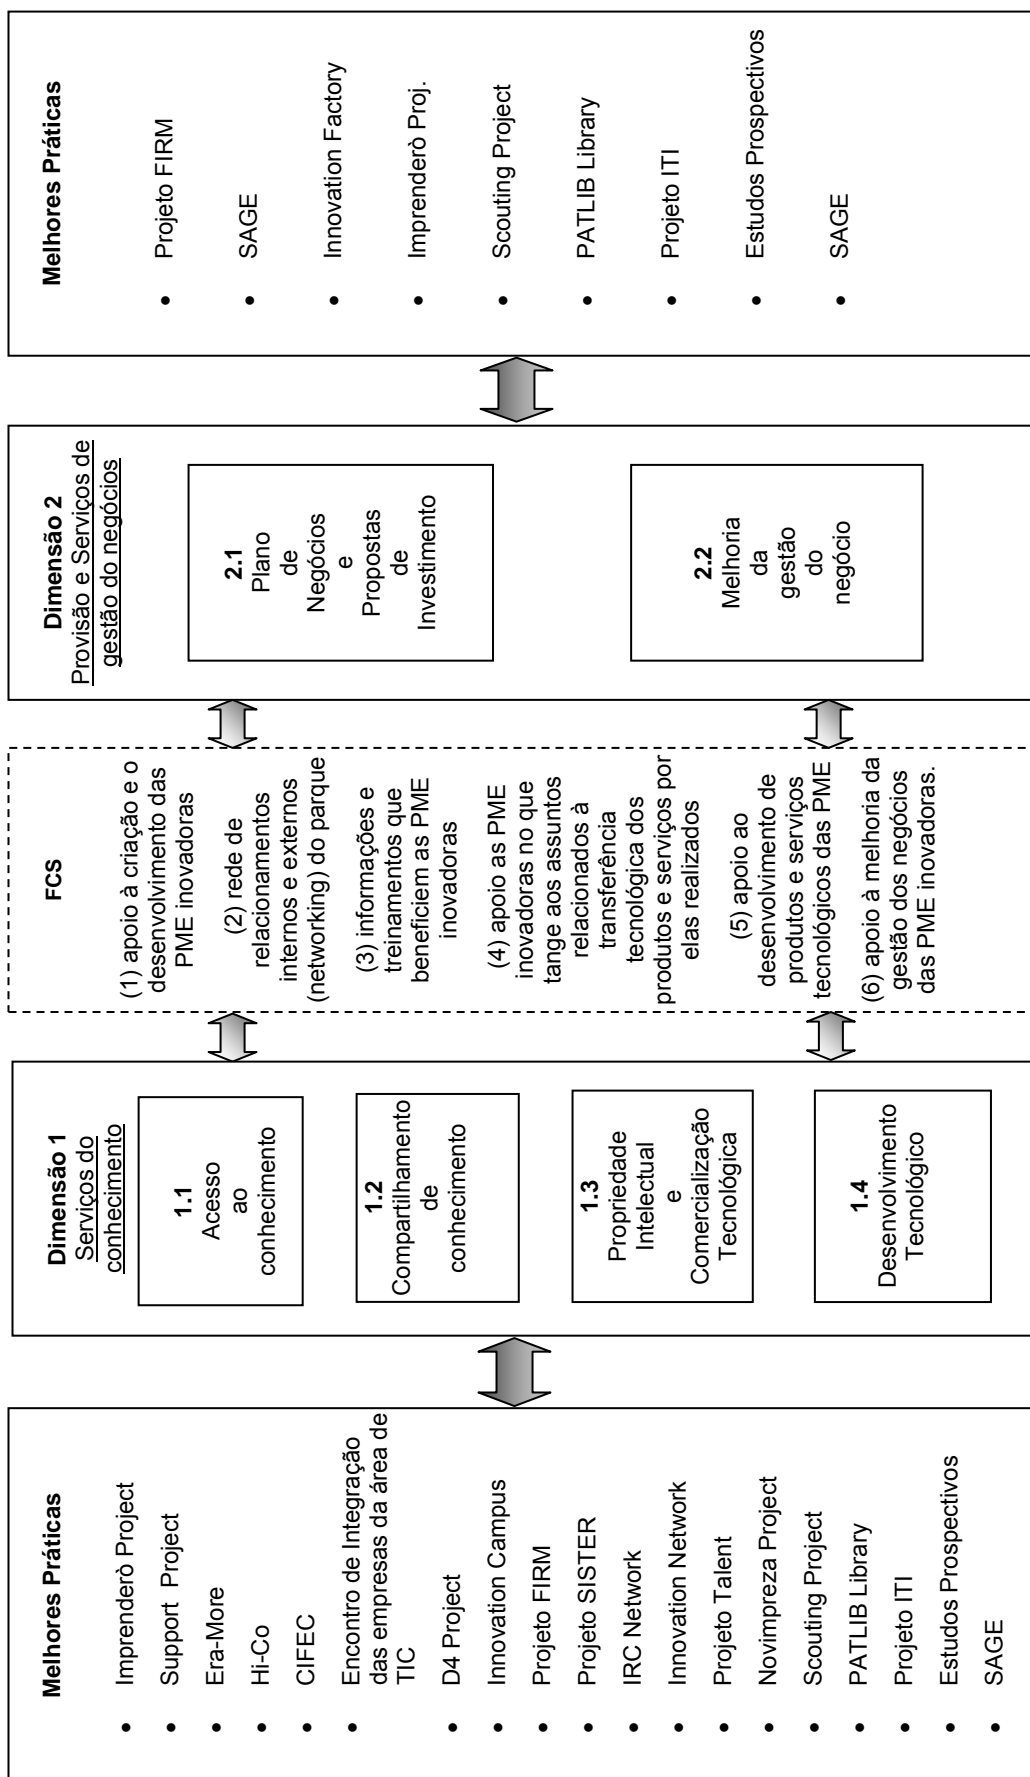 Melhores Práticas
• Imprenderò Project
• Support Project
• Era-More
• Hi-Co
• CIFEC
• Encontro de Integração
das empresas da área de
TIC
• D4 Project
• Innovation Campus
• Projeto FIRM
• Projeto SISTER
• IRC Network
• Innovation Network
• Projeto Talent
• Novimpreza Project
• Scouting Project
• PATLIB Library
• Projeto ITI
• Estudos Prospectivos
• SAGE
Dimensão 1
Serviços do
conhecimento
1.1
Acesso
ao
conhecimento
1.2
Compartilhamento
de
conhecimento
1.3
Propriedade
Intelectual
e
Comercialização
Tecnológica
1.4
Desenvolvimento
Tecnológico
FCS
(1) apoio à criação e o
desenvolvimento das
PME inovadoras
(2) rede de
relacionamentos
internos e externos
(networking) do parque
(3) informações e
treinamentos que
beneficiem as PME
inovadoras
(4) apoio as PME
inovadoras no que
tange aos assuntos
relacionados à
transferência
tecnológica dos
produtos e serviços por
elas realizados
(5) apoio ao
desenvolvimento de
produtos e serviços
tecnológicos das PME
(6) apoio à melhoria da
gestão dos negócios
das PME inovadoras.
Dimensão 2
Provisão e Serviços de
gestão do negócios
2.1
Plano
de
Negócios
e
Propostas
de
Investimento
2.2
Melhoria
da
gestão
do
negócio
Melhores Práticas
• Projeto FIRM
• SAGE
• Innovation Factory
• Imprenderò Proj.
• Scouting Project
• PATLIB Library
• Projeto ITI
• Estudos Prospectivos
• SAGE